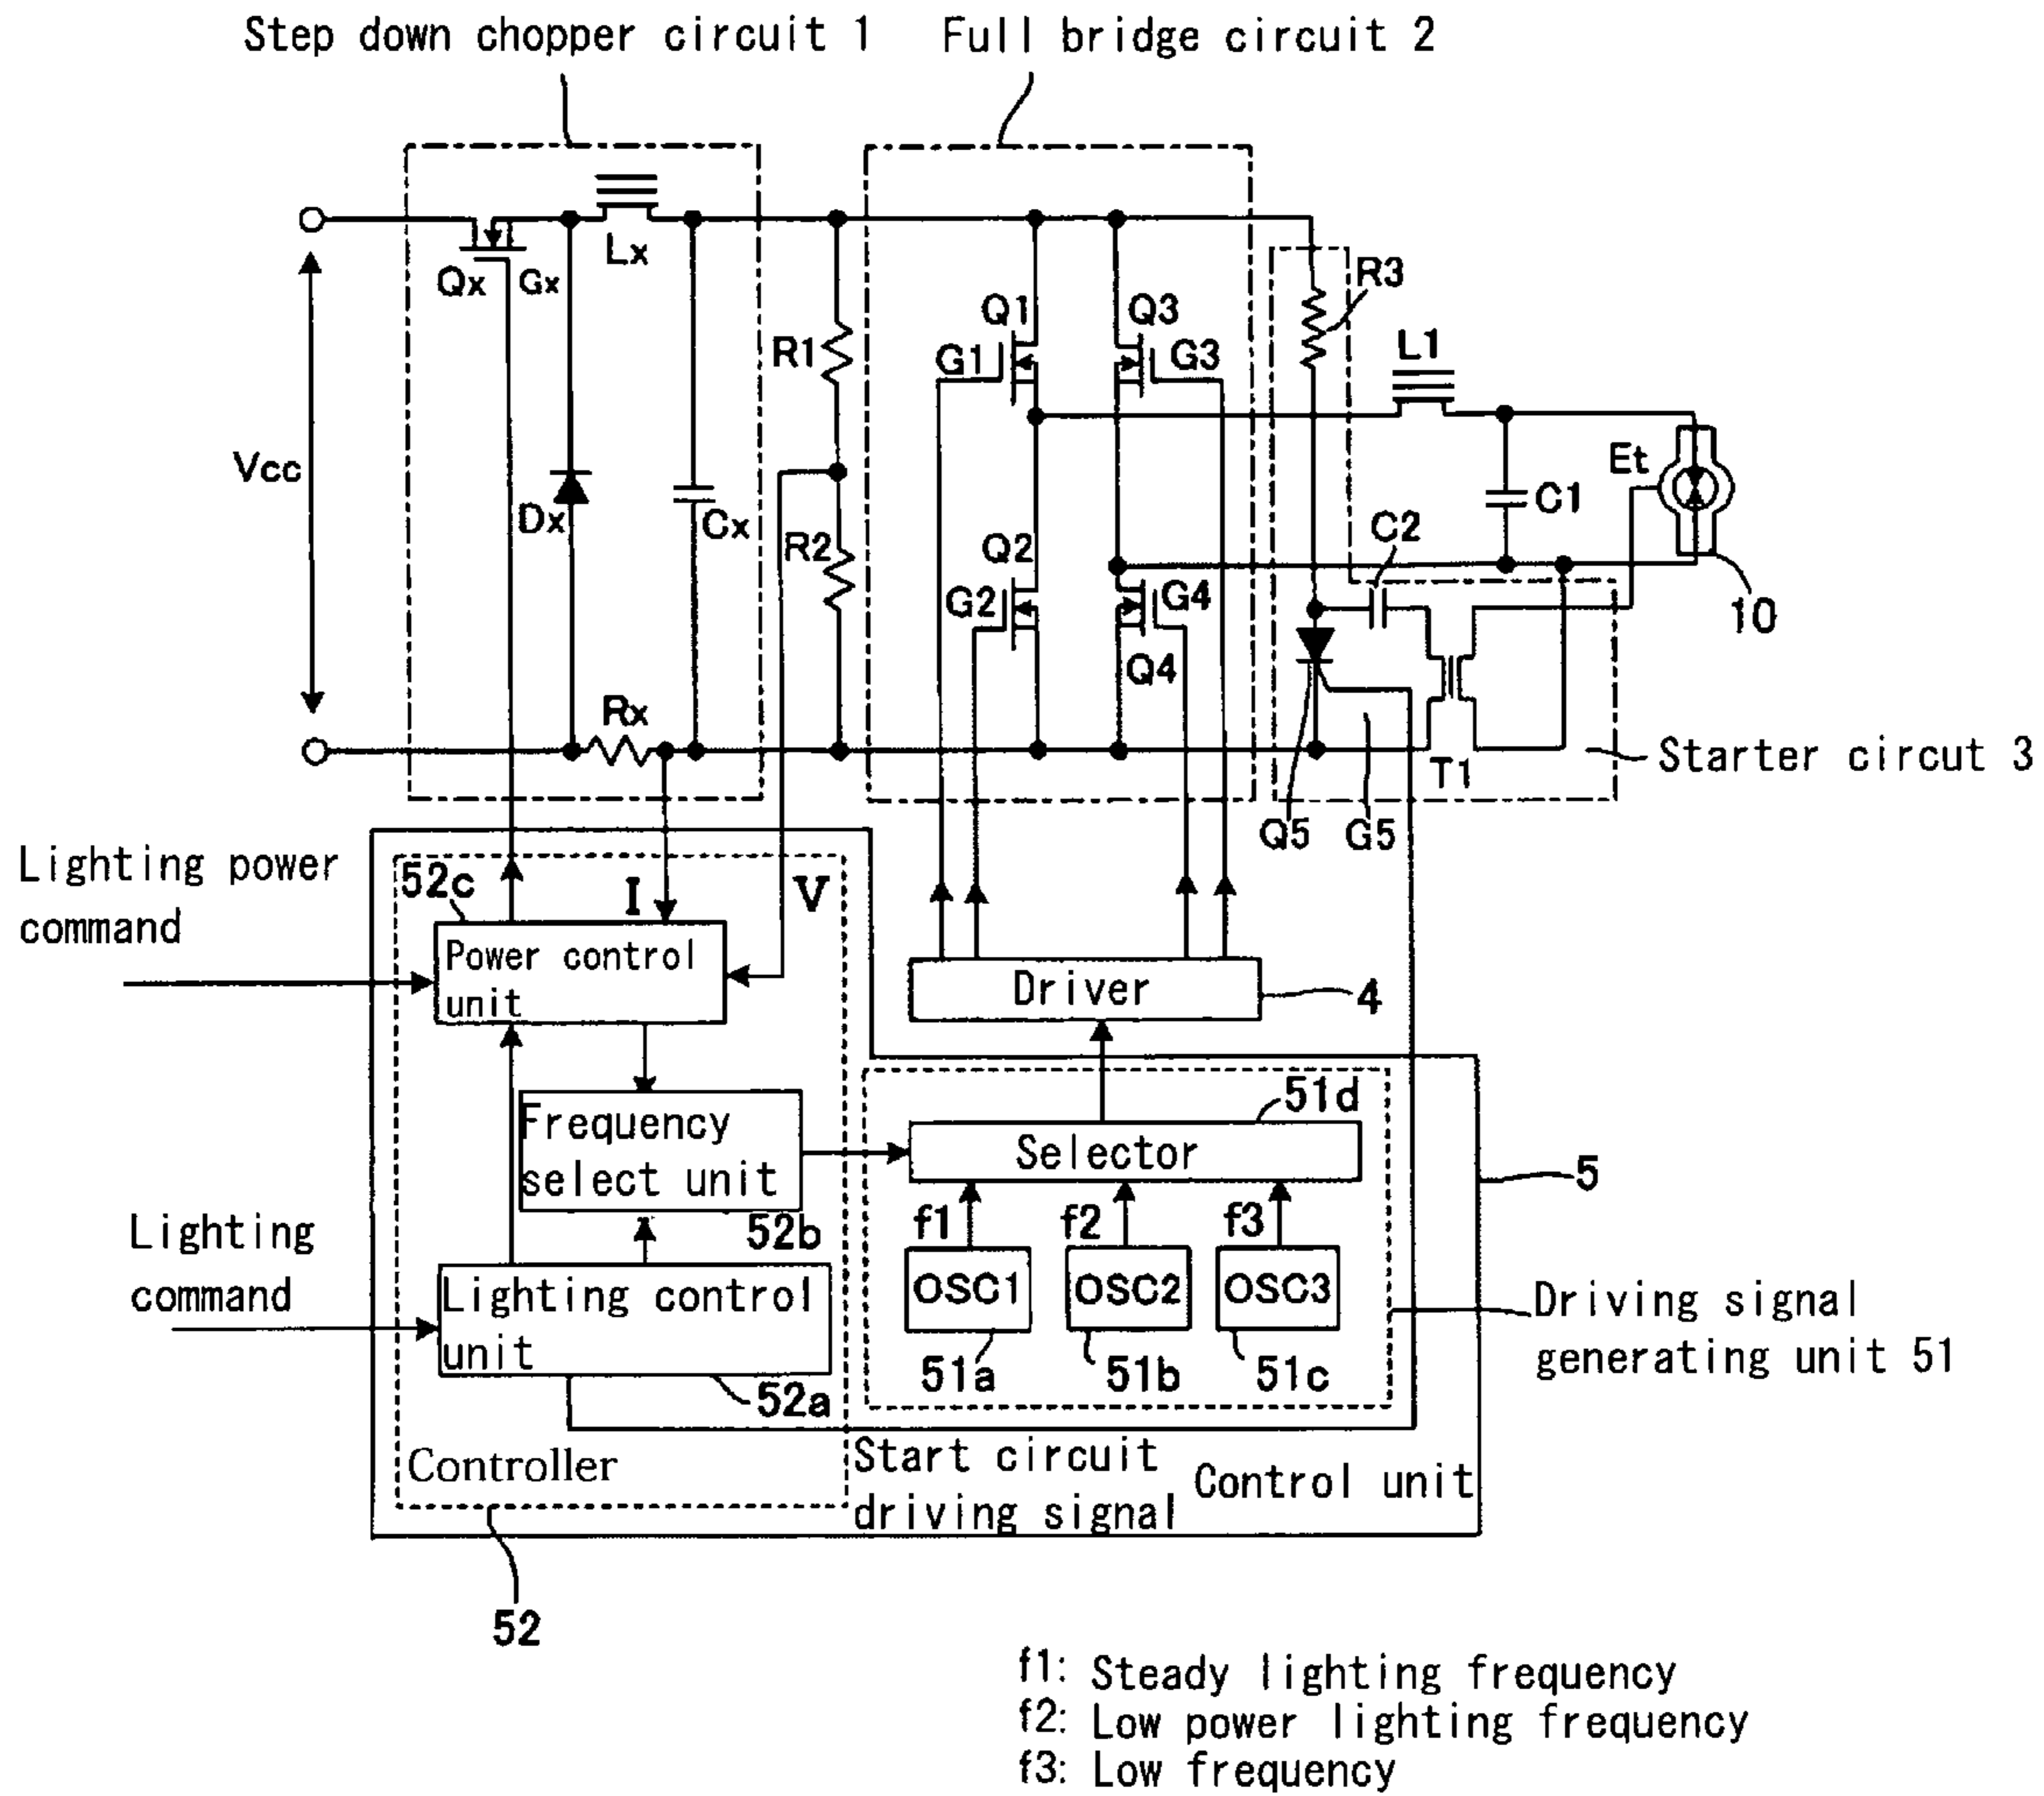 Step down chopper circuit 1
Full bridge circuit 2
Lx
Qx
Gx
R3
Q1
Q3
L1
R1
G1
G3
Vcc
Et
Dx
Cx
C1
C2
R2
Q2
G2
G4
10
Q4
Rx
T1
Starter circut 3
Q5
G5
Lighting power
command
52c
I
V
Power control
unit
Driver
4
51d
Frequency
select unit
Selector
5
52b
f1
f2
f3
Lighting
command
OSC1
OSC2
OSC3
Lighting control
unit
Driving signal
generating unit 51
51a
51b
51c
52a
Controller
Start circuit
driving signal
Control unit
52
f1: Steady lighting frequency
f2: Low power lighting frequency
f3: Low frequency